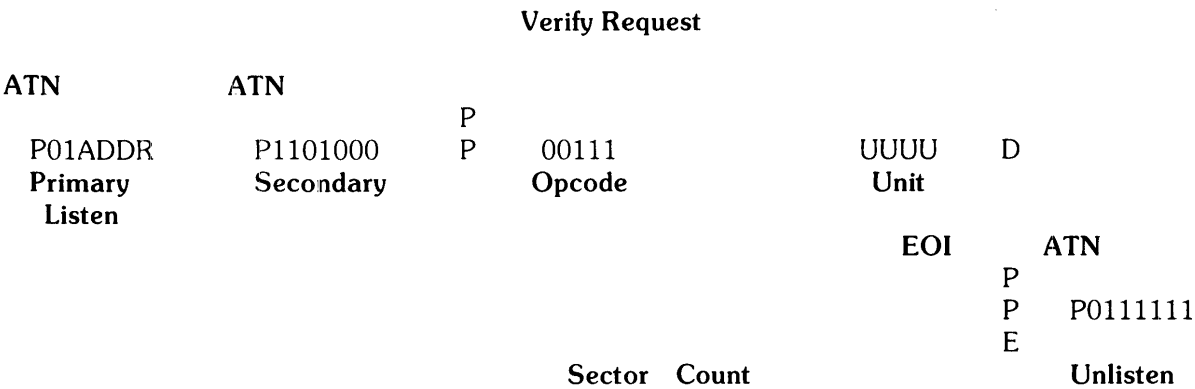 Verify Request
ATN ATN
P
P01ADDR P1101000 P 00111 UUUU D
Primary Secondary Opcode Unit
Listen
EOI ATN
P
P P0111111
E
Sector Count Unlisten